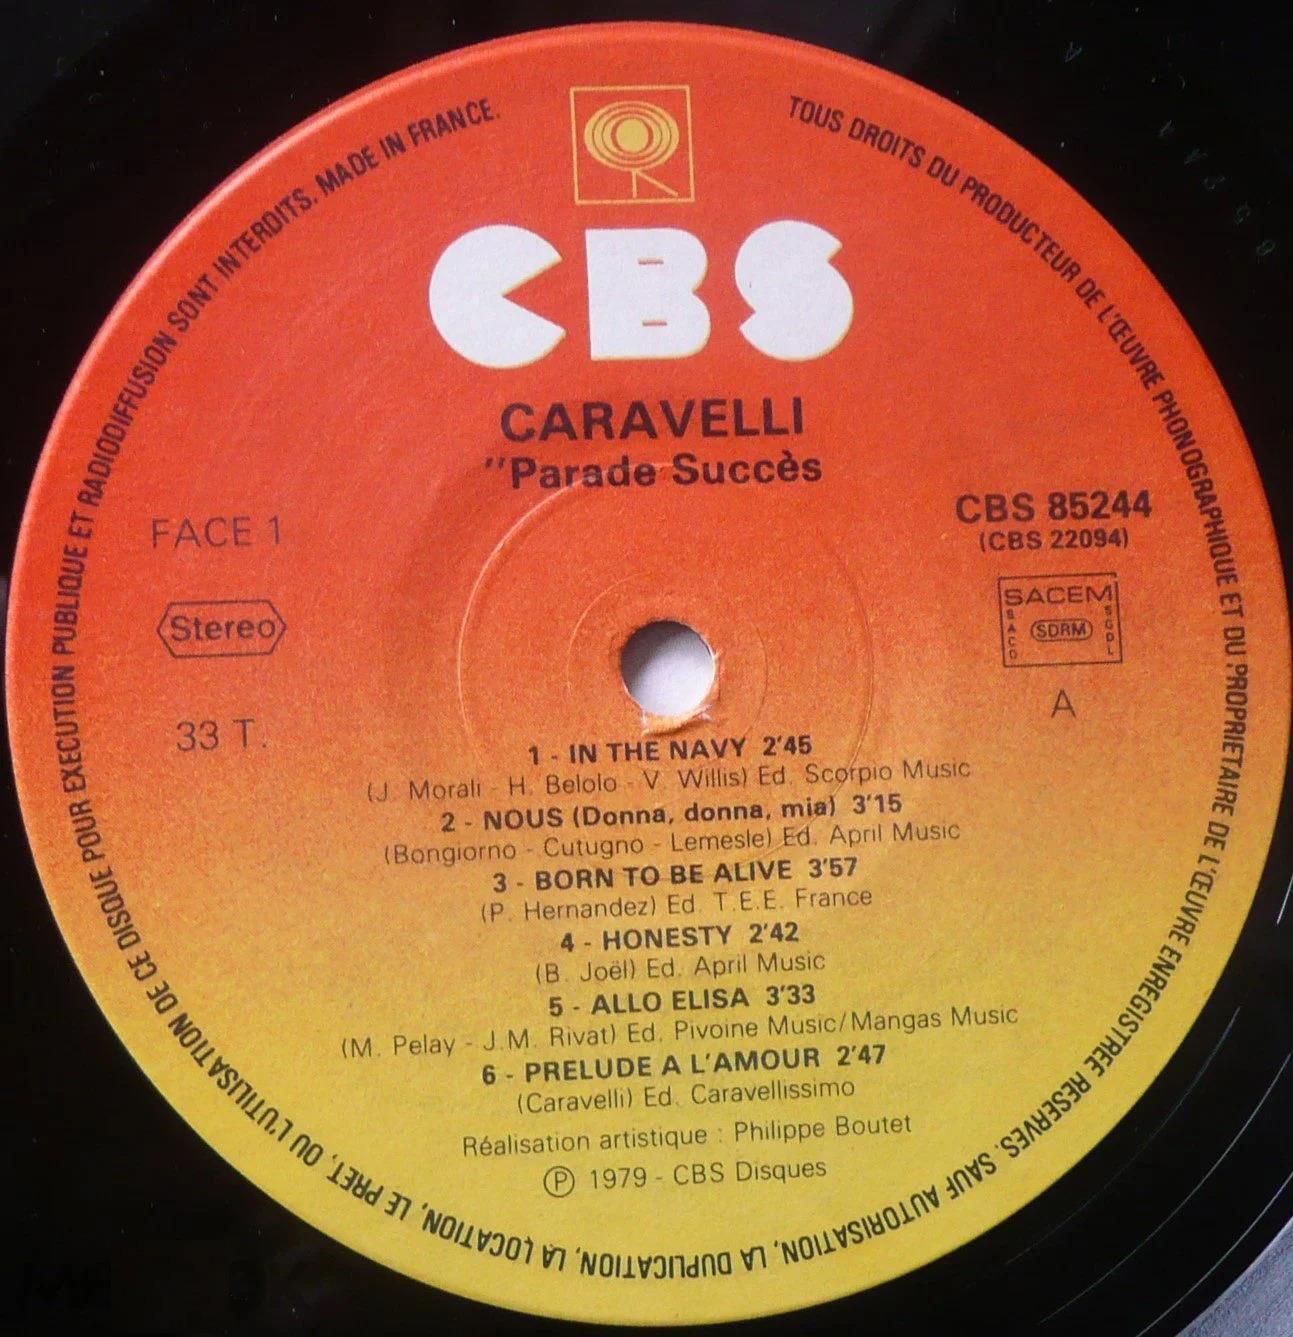 TOUS DROITS DU PRODUCTEUR DE L'ŒUVRE PHONOGRAPHIQUE ET DU PROPRIETAIRE DE L'ŒUVRE ENREGISTREE RESERVES. SAUF AUTORISATION, LA DUPLICATION, LA LOCATION, LE PRET, OU L'UTILISATION DE CE DISQUE POUR EXECUTION PUBLIQUE ET RADIODIFFUSION SONT INTERDITS. MADE IN FRANCE.
CBS
CARAVELLI
"Parade Succès
FACE 1
Stereo
33 T.
CBS 85244
(CBS 22094)
SACEM
SACD
SDRM
SGDL
A
1 - IN THE NAVY 2'45
(J. Morali - H. Belolo - V. Willis) Ed. Scorpio Music
2 - NOUS (Donna, donna, mia) 3'15
(Bongiorno - Cutugno - Lemesle) Ed. April Music
3 - BORN TO BE ALIVE 3'57
(P. Hernandez) Ed. T.E.E. France
4 - HONESTY 2'42
(B. Joël) Ed. April Music
5 - ALLO ELISA 3'33
(M. Pelay - J.M. Rivat) Ed. Pivoine Music/Mangas Music
6 - PRELUDE A L'AMOUR 2'47
(Caravelli) Ed. Caravellissimo
Réalisation artistique : Philippe Boutet
Ⓟ 1979 - CBS Disques